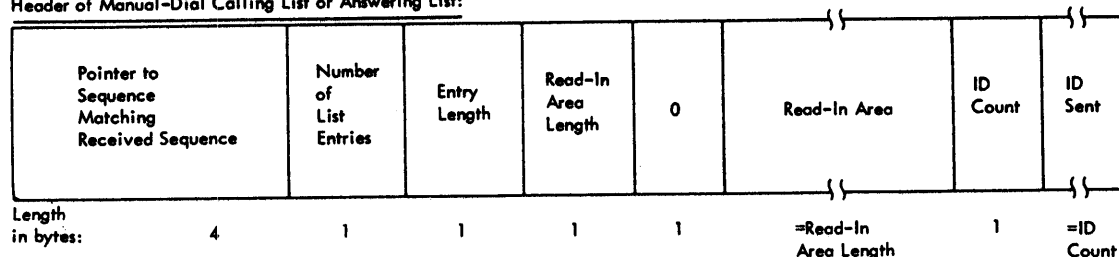 Header of Manual-Dial Calling List or Answering List:
Pointer to
Sequence
Matching
Received Sequence
Number
of
List
Entries
Entry
Length
Read-In
Area
Length
0
Read-In Area
ID
Count
ID
Sent
Length
in bytes:
4
1
1
1
1
=Read-In
Area Length
1
=ID
Count